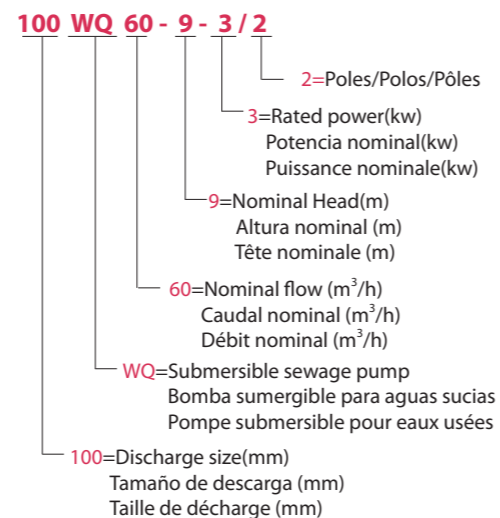 100 WQ 60 - 9 - 3 / 2
2=Poles/Polos/Pôles
3=Rated power(kw)
Potencia nominal(kw)
Puissance nominale(kw)
9=Nominal Head(m)
Altura nominal (m)
Tête nominale (m)
60=Nominal flow (m³/h)
Caudal nominal (m³/h)
Débit nominal (m³/h)
WQ=Submersible sewage pump
Bomba sumergible para aguas sucias
Pompe submersible pour eaux usées
100=Discharge size(mm)
Tamaño de descarga (mm)
Taille de décharge (mm)